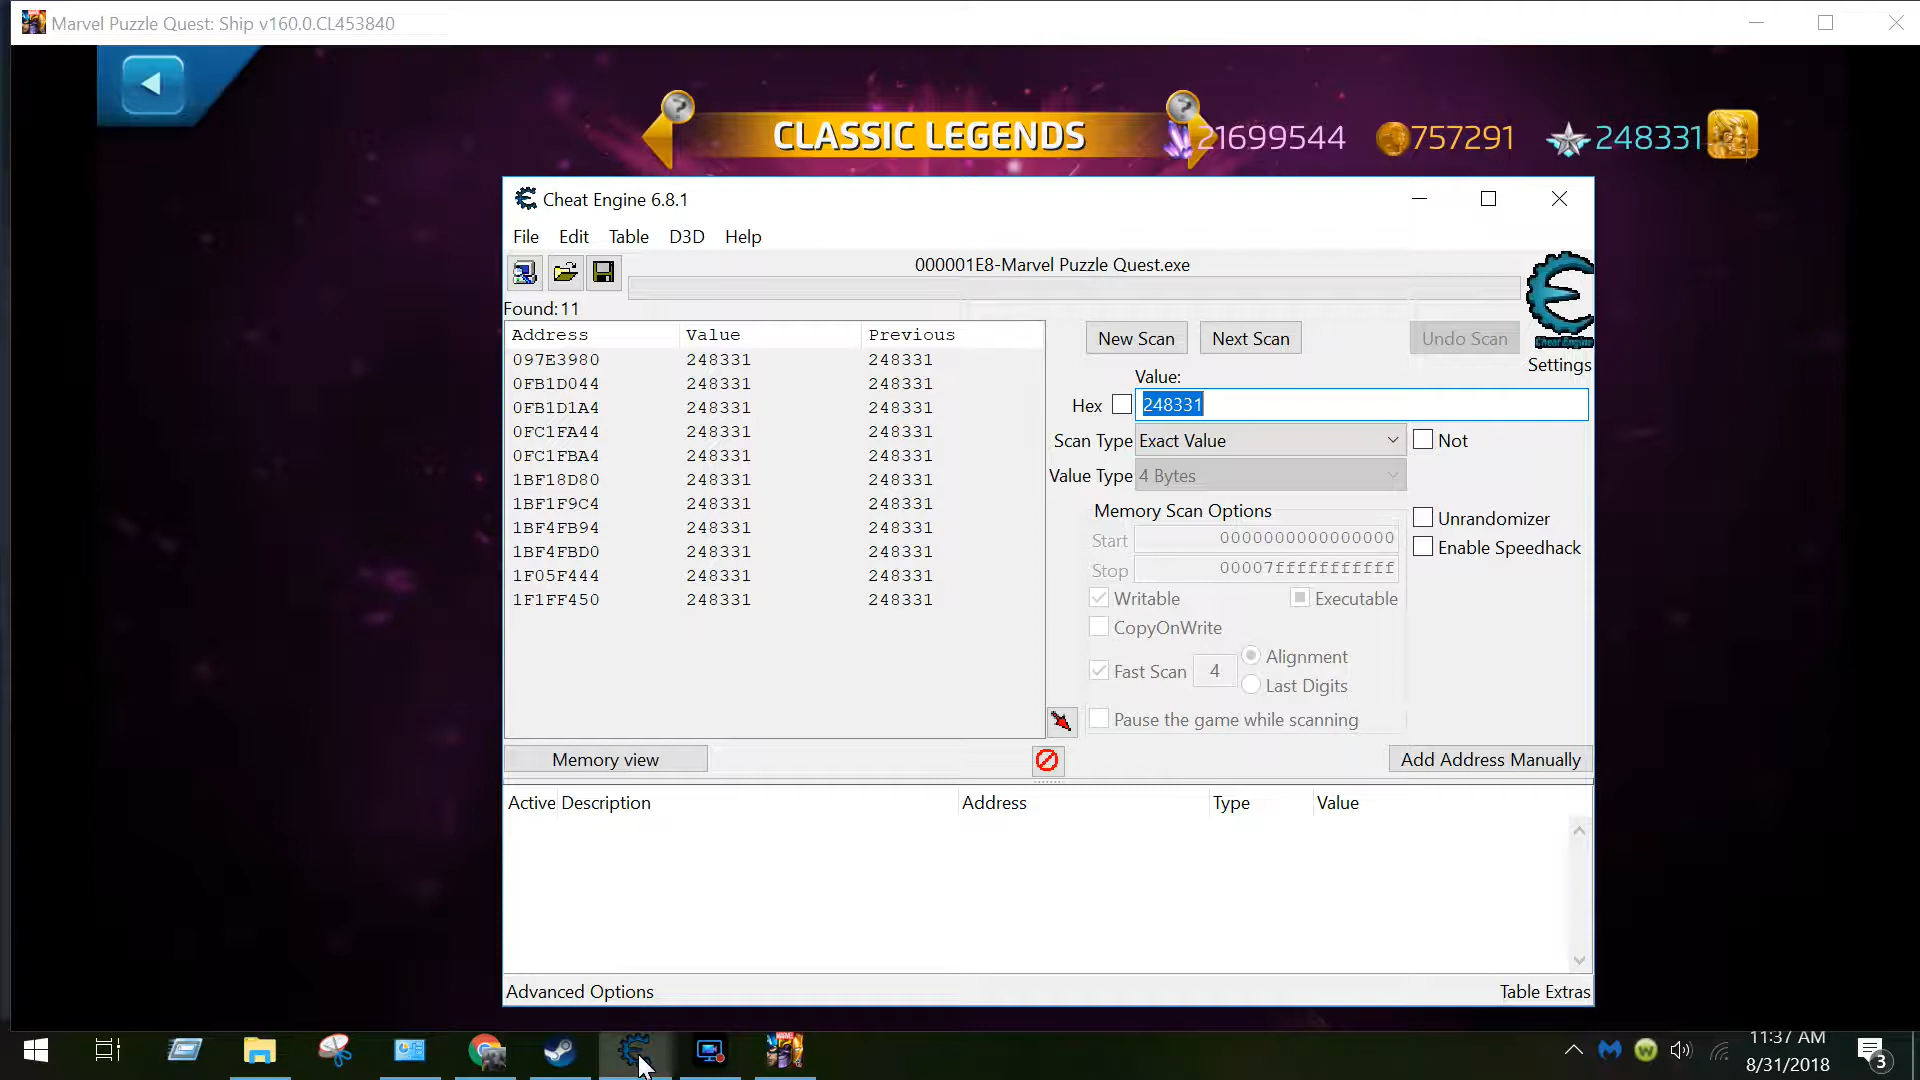 Marvel Puzzle Quest: Ship v160.0.CL453840
CLASSIC LEGENDS
21699544 757291 248331
Cheat Engine 6.8.1
File Edit Table D3D Help
000001E8-Marvel Puzzle Quest.exe
Found: 11
Address Value Previous
097E3980 248331 248331
0FB1D044 248331 248331
0FB1D1A4 248331 248331
0FC1FA44 248331 248331
0FC1FBA4 248331 248331
1BF18D80 248331 248331
1BF1F9C4 248331 248331
1BF4FB94 248331 248331
1BF4FBD0 248331 248331
1F05F444 248331 248331
1F1FF450 248331 248331
New Scan Next Scan Undo Scan
Cheat Engine
Settings
Value:
Hex 248331
Scan Type Exact Value Not
Value Type 4 Bytes
Memory Scan Options
Start 0000000000000000
Stop 00007fffffffffff
Unrandomizer
Enable Speedhack
Writable Executable
CopyOnWrite
Fast Scan 4 Alignment
Last Digits
Pause the game while scanning
Memory view Add Address Manually
Active Description Address Type Value
Advanced Options Table Extras
MARVEL
11:37 AM
8/31/2018
3